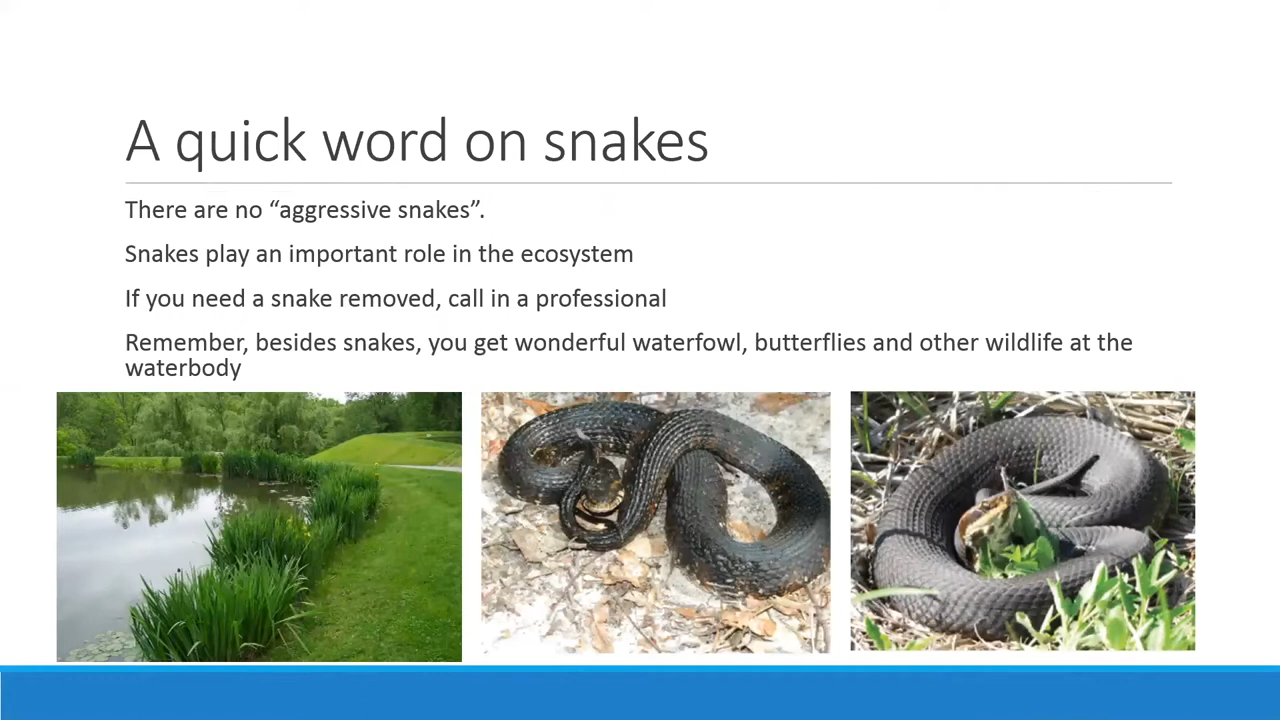 A quick word on snakes
There are no “aggressive snakes”.
Snakes play an important role in the ecosystem
If you need a snake removed, call in a professional
Remember, besides snakes, you get wonderful waterfowl, butterflies and other wildlife at the
waterbody